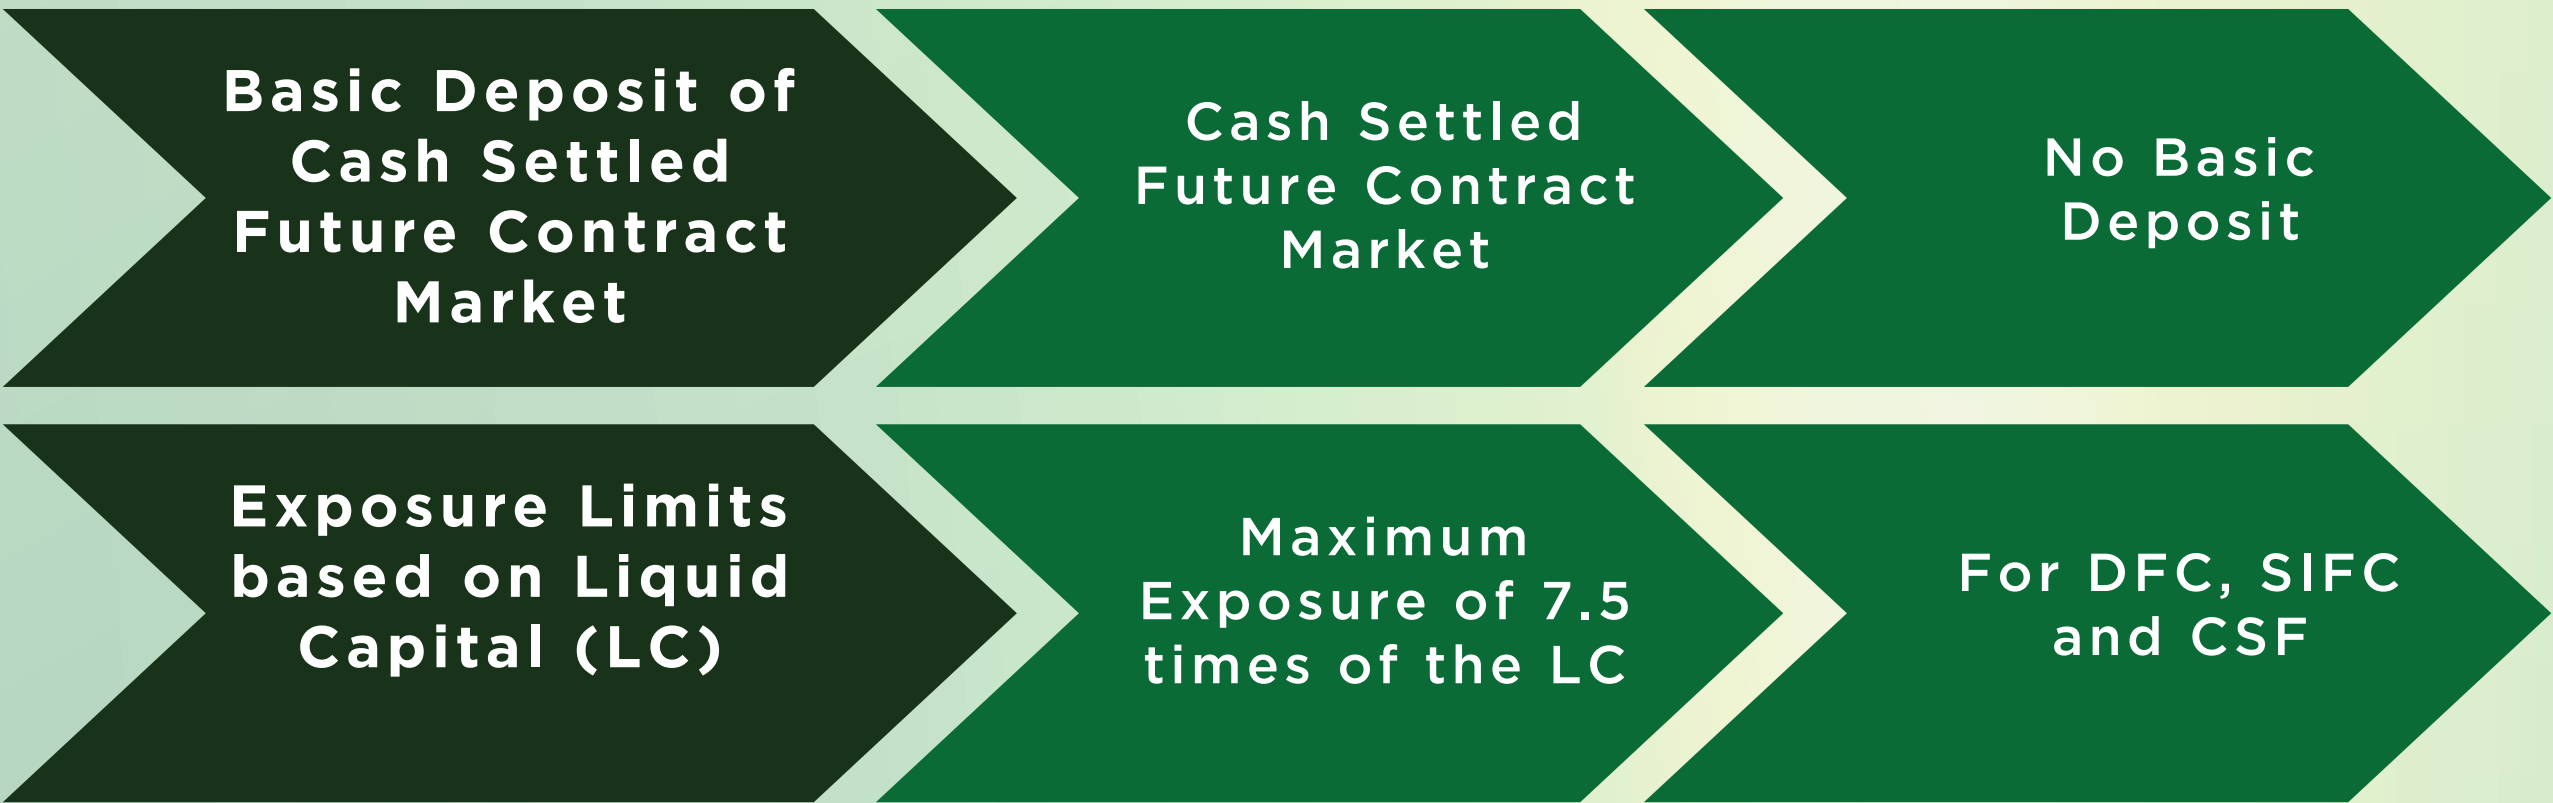 Basic Deposit of
Cash Settled
Future Contract
Market
Cash Settled
Future Contract
Market
No Basic
Deposit
Exposure Limits
based on Liquid
Capital (LC)
Maximum
Exposure of 7.5
times of the LC
For DFC, SIFC
and CSF